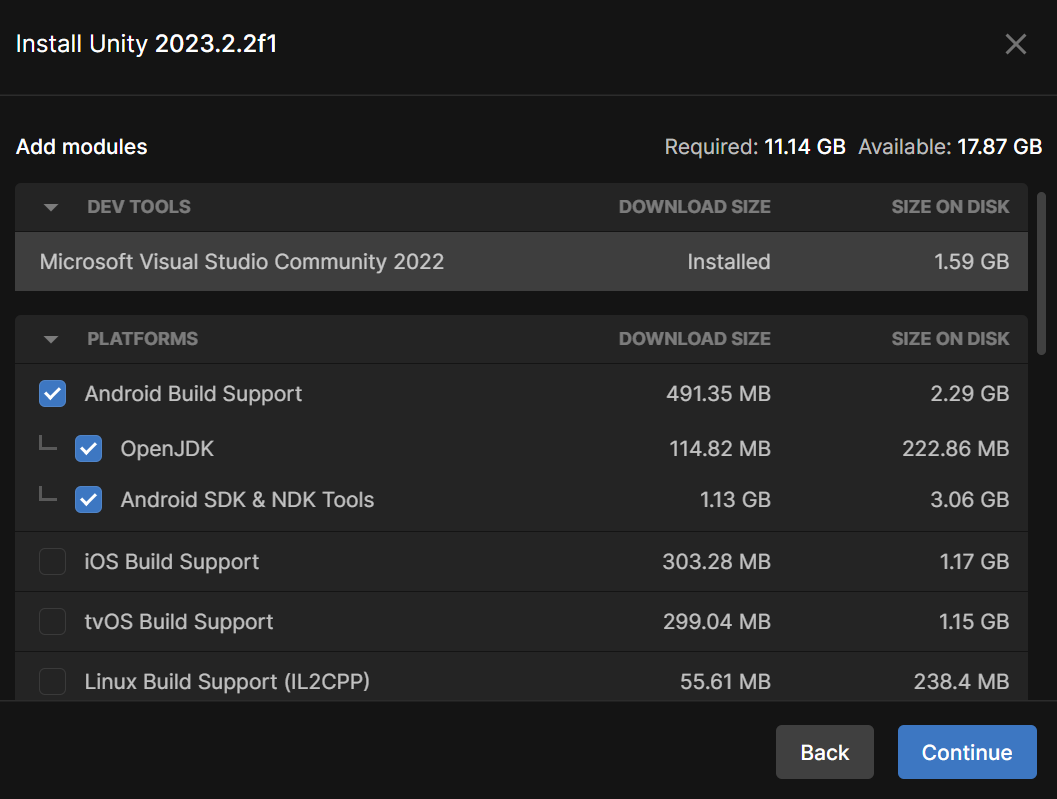 Install Unity 2023.2.2f1
Add modules Required: 11.14 GB Available: 17.87 GB
DEV TOOLS DOWNLOAD SIZE SIZE ON DISK
Microsoft Visual Studio Community 2022 Installed 1.59 GB
PLATFORMS DOWNLOAD SIZE SIZE ON DISK
Android Build Support 491.35 MB 2.29 GB
OpenJDK 114.82 MB 222.86 MB
Android SDK & NDK Tools 1.13 GB 3.06 GB
iOS Build Support 303.28 MB 1.17 GB
tvOS Build Support 299.04 MB 1.15 GB
Linux Build Support (IL2CPP) 55.61 MB 238.4 MB
Back Continue